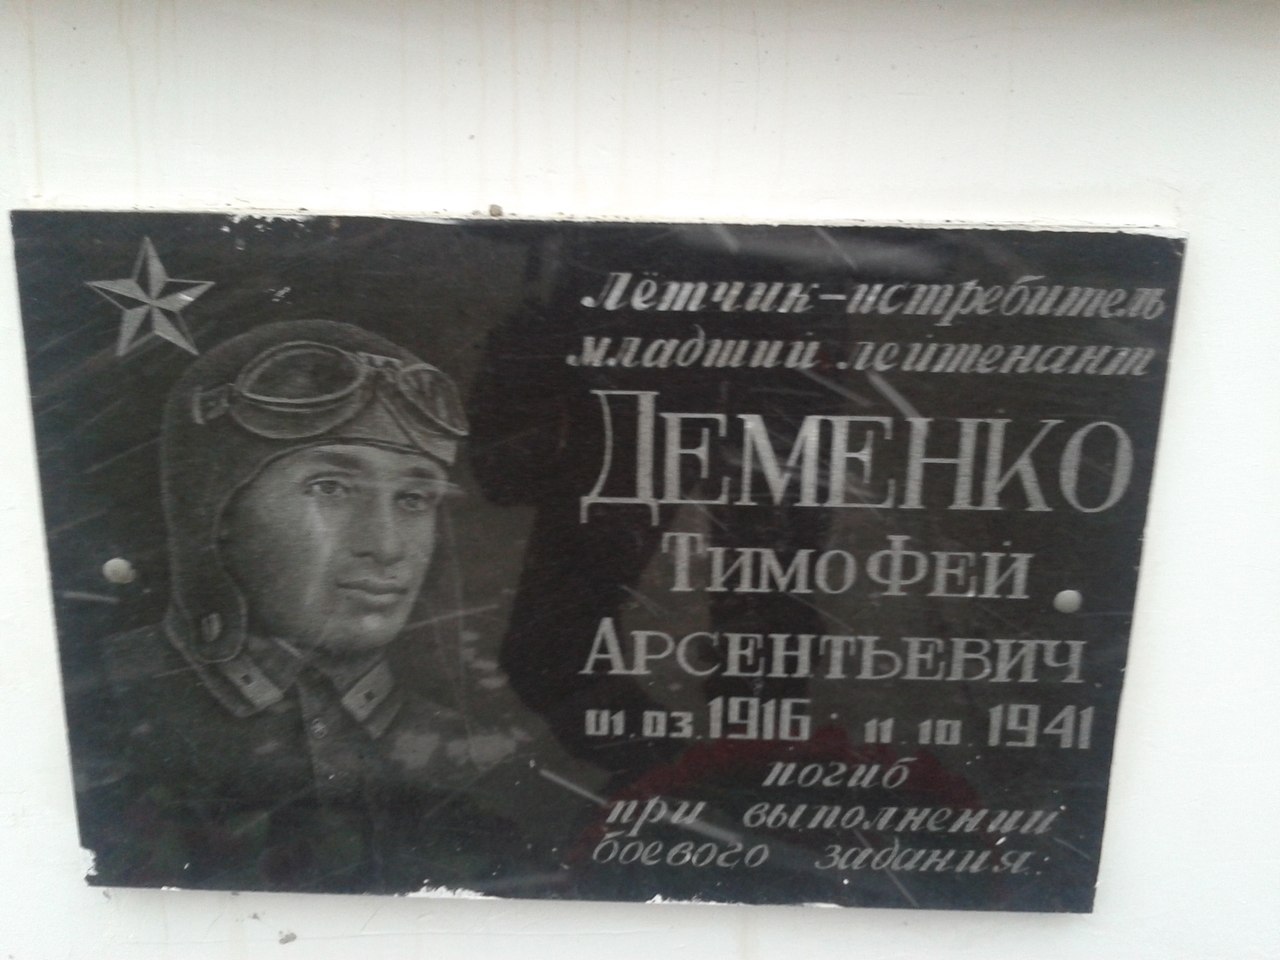 Лётчик-истребитель
младший лейтенант
ДЕМЕНКО
ТИМОФЕЙ
АРСЕНТЬЕВИЧ
01.03.1916 11.10.1941
погиб
при выполнении
боевого задания.